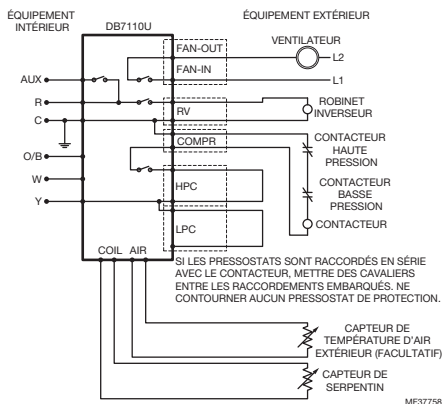 ÉQUIPEMENT
INTÉRIEUR
DB7110U
ÉQUIPEMENT EXTÉRIEUR
FAN-OUT
VENTILATEUR
L2
FAN-IN
L1
AUX
R
C
RV
ROBINET
INVERSEUR
COMPR
CONTACTEUR
HAUTE
PRESSION
O/B
W
Y
HPC
CONTACTEUR
BASSE
PRESSION
LPC
CONTACTEUR
COIL AIR
SI LES PRESSOSTATS SONT RACCORDÉS EN SÉRIE
AVEC LE CONTACTEUR, METTRE DES CAVALIERS
ENTRE LES RACCORDEMENTS EMBARQUÉS. NE
CONTOURNER AUCUN PRESSOSTAT DE PROTECTION.
CAPTEUR DE
TEMPÉRATURE D'AIR
EXTÉRIEUR (FACULTATIF)
CAPTEUR DE
SERPENTIN
MF37758